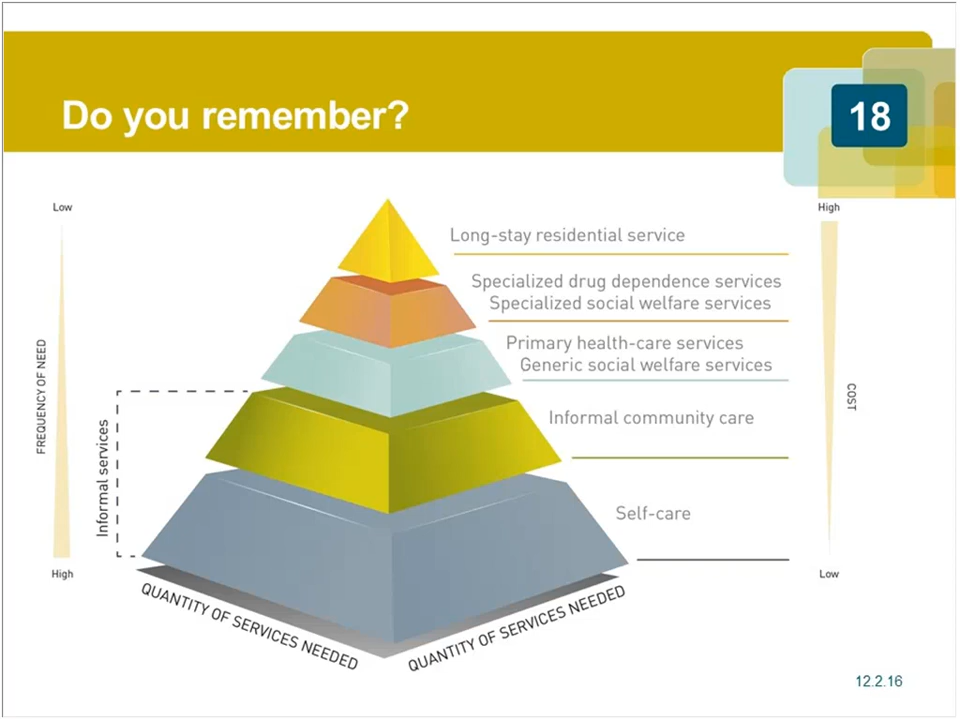 Do you remember?
18
Low
High
Long-stay residential service
Specialized drug dependence services
Specialized social welfare services
Primary health-care services
Generic social welfare services
FREQUENCY OF NEED
COST
Informal services
Informal community care
Self-care
High
Low
QUANTITY OF SERVICES NEEDED
QUANTITY OF SERVICES NEEDED
12.2.16